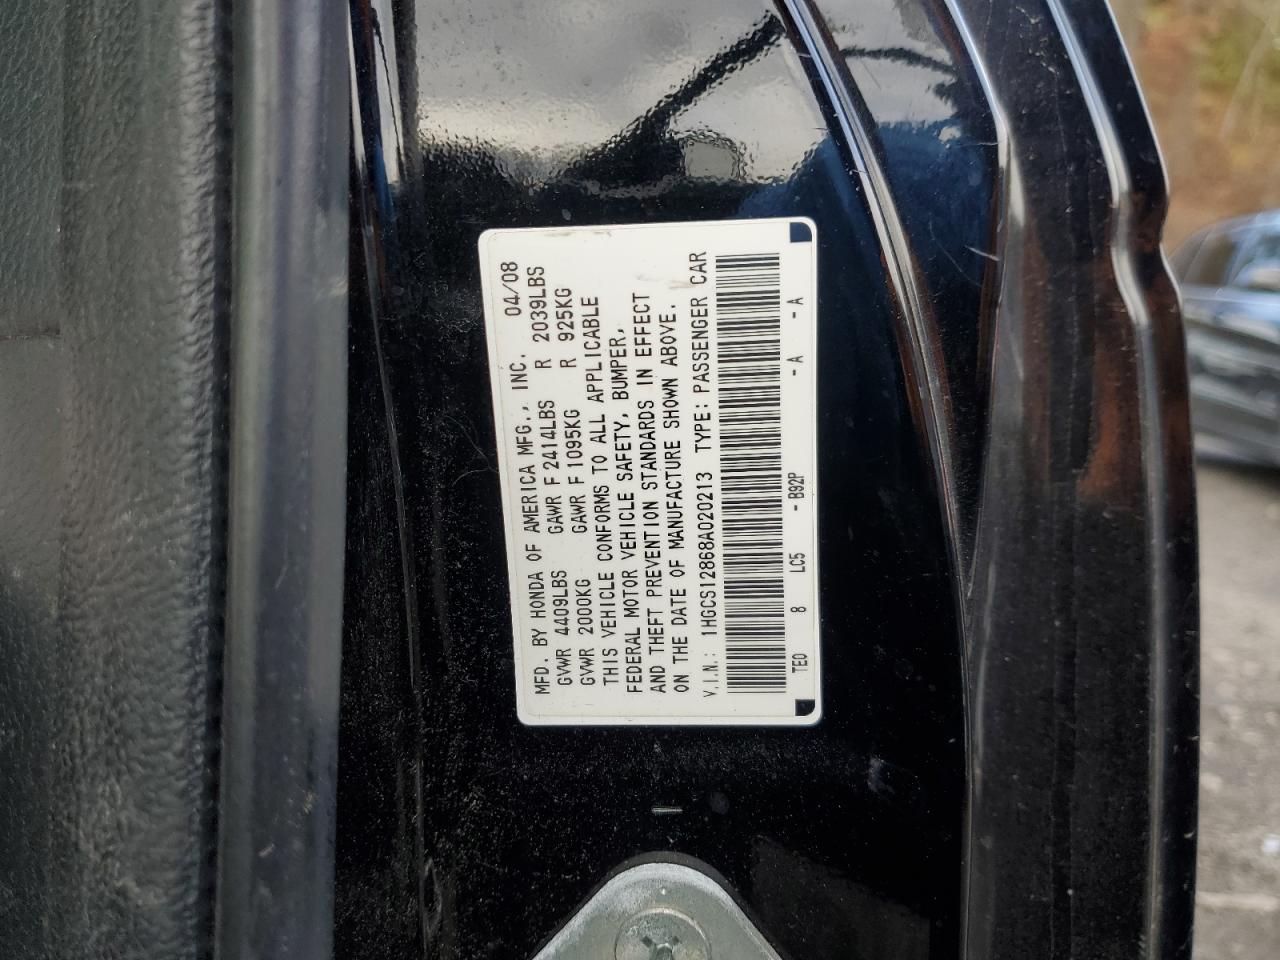 MFD. BY HONDA OF AMERICA MFG., INC. 04/08
GVWR 4409LBS GAWR F 2414LBS R 2039LBS
GVWR 2000KG GAWR F 1095KG R 925KG
THIS VEHICLE CONFORMS TO ALL APPLICABLE
FEDERAL MOTOR VEHICLE SAFETY, BUMPER,
AND THEFT PREVENTION STANDARDS IN EFFECT
ON THE DATE OF MANUFACTURE SHOWN ABOVE.
V.I.N.: 1HGCS12868A020213 TYPE: PASSENGER CAR
TE0 8 LC5 - B92P - A - A